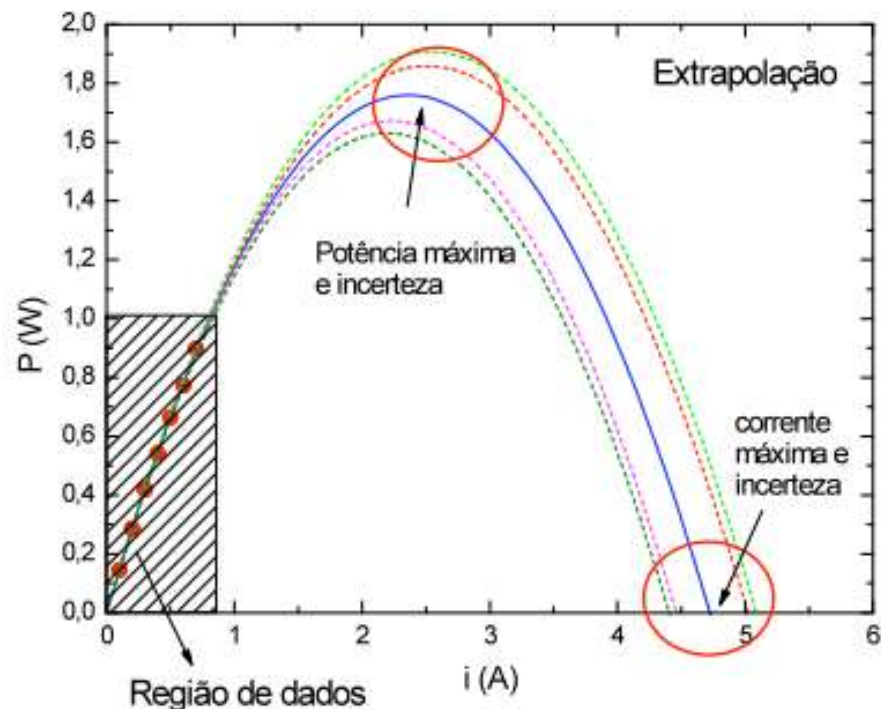 2,0
1,8
1,6
1,4
1,2
1,0
0,8
0,6
0,4
0,2
0,0
P (W)
Extrapolação
Potência máxima
e incerteza
corrente
máxima e
incerteza
0 1 2 3 4 5 6
i (A)
Região de dados